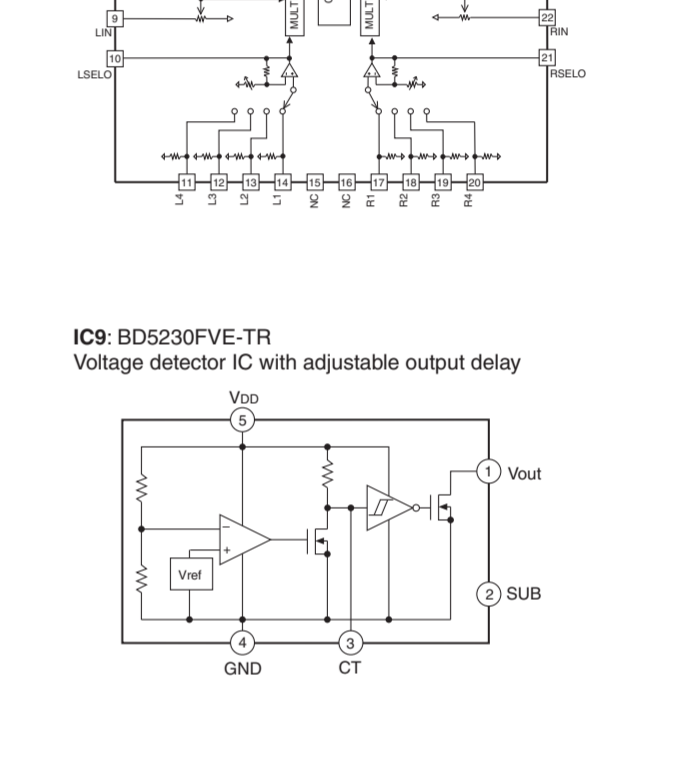 MULT
MULT
9
LIN
22
RIN
10
LSELO
21
RSELO
11
12
13
14
15
16
17
18
19
20
L4
L3
L2
L1
NC
NC
R1
R2
R3
R4
IC9: BD5230FVE-TR
Voltage detector IC with adjustable output delay
VDD
5
1 Vout
−
+
Vref
2 SUB
4
3
GND
CT